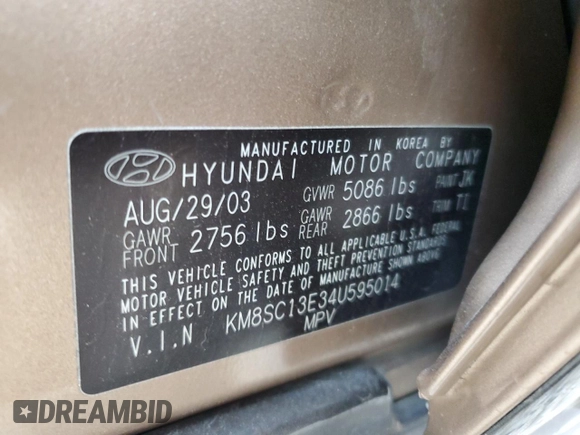 MANUFACTURED IN KOREA BY
HYUNDAI MOTOR COMPANY
AUG/29/03 GVWR 5086 lbs PAINT JK
GAWR FRONT 2756 lbs GAWR REAR 2866 lbs TRIM TI
THIS VEHICLE CONFORMS TO ALL APPLICABLE U.S.A. FEDERAL
MOTOR VEHICLE SAFETY AND THEFT PREVENTION STANDARDS
IN EFFECT ON THE DATE OF MANUFACTURE SHOWN ABOVE.
V.I.N KM8SC13E34U595014
MPV
DREAMBID